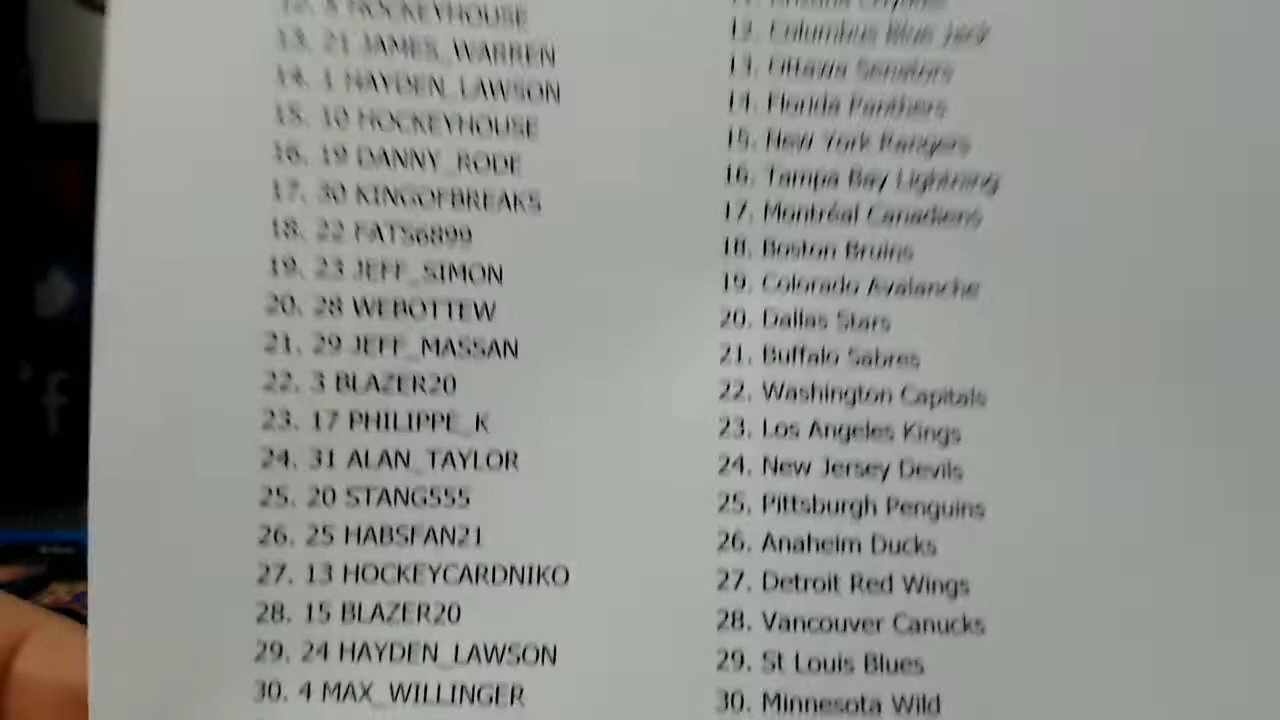 12. 8 HOCKEYHOUSE
13. 21 JAMES_WARREN
14. 1 HAYDEN_LAWSON
15. 10 HOCKEYHOUSE
16. 19 DANNY_RODE
17. 30 KINGOFBREAKS
18. 22 FATS6899
19. 23 JEFF_SIMON
20. 28 WEBOTTEW
21. 29 JEFF_MASSAN
22. 3 BLAZER20
23. 17 PHILIPPE_K
24. 31 ALAN_TAYLOR
25. 20 STANG555
26. 25 HABSFAN21
27. 13 HOCKEYCARDNIKO
28. 15 BLAZER20
29. 24 HAYDEN_LAWSON
30. 4 MAX_WILLINGER
12. Columbus Blue Jack
13. Ottawa Senators
14. Florida Panthers
15. New York Rangers
16. Tampa Bay Lightning
17. Montréal Canadiens
18. Boston Bruins
19. Colorado Avalanche
20. Dallas Stars
21. Buffalo Sabres
22. Washington Capitals
23. Los Angeles Kings
24. New Jersey Devils
25. Pittsburgh Penguins
26. Anaheim Ducks
27. Detroit Red Wings
28. Vancouver Canucks
29. St Louis Blues
30. Minnesota Wild